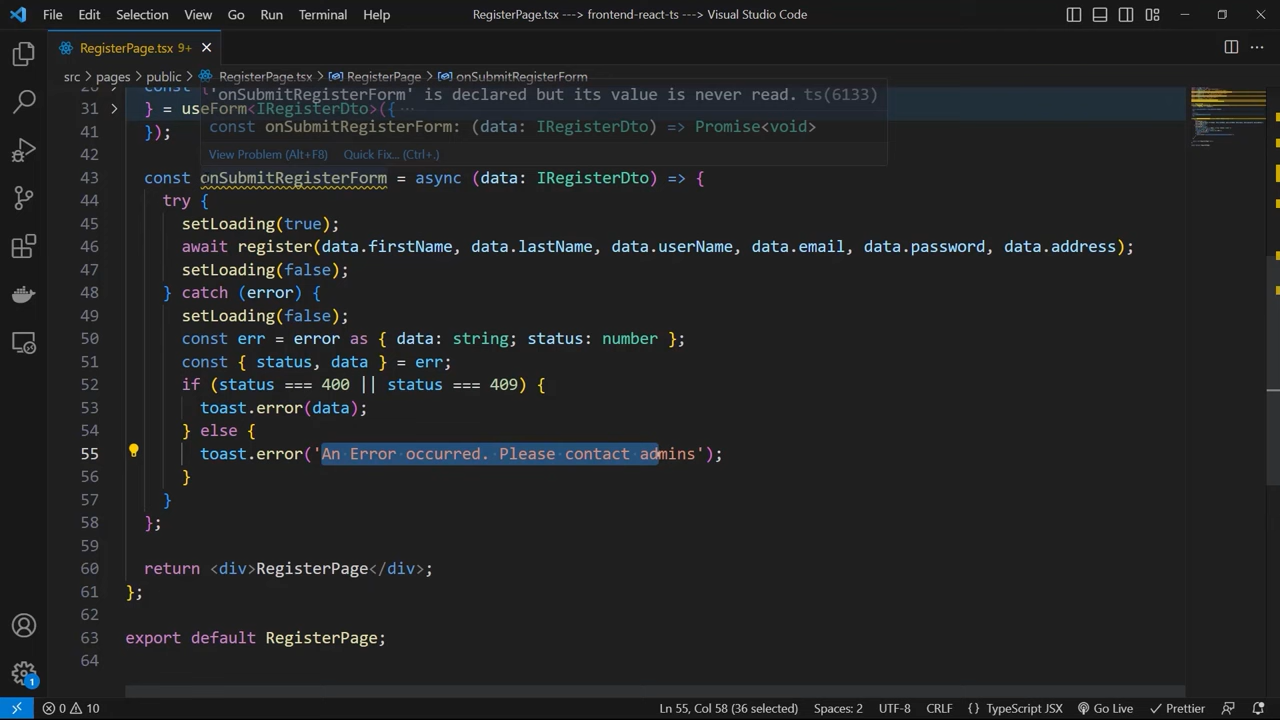 File Edit Selection View Go Run Terminal Help RegisterPage.tsx ---> frontend-react-ts ---> Visual Studio Code
RegisterPage.tsx 9+
src > pages > public > RegisterPage.tsx > RegisterPage > onSubmitRegisterForm
'onSubmitRegisterForm' is declared but its value is never read. ts(6133)
const onSubmitRegisterForm: (data: IRegisterDto) => Promise<void>
View Problem (Alt+F8) Quick Fix... (Ctrl+.)
31 } = useForm<IRegisterDto>({ ···
41 });
42
43 const onSubmitRegisterForm = async (data: IRegisterDto) => {
44 try {
45 setLoading(true);
46 await register(data.firstName, data.lastName, data.userName, data.email, data.password, data.address);
47 setLoading(false);
48 } catch (error) {
49 setLoading(false);
50 const err = error as { data: string; status: number };
51 const { status, data } = err;
52 if (status === 400 || status === 409) {
53 toast.error(data);
54 } else {
55 toast.error('An Error occurred. Please contact admins');
56 }
57 }
58 };
59
60 return <div>RegisterPage</div>;
61 };
62
63 export default RegisterPage;
64
1
0 10 Ln 55, Col 58 (36 selected) Spaces: 2 UTF-8 CRLF {} TypeScript JSX Go Live Prettier